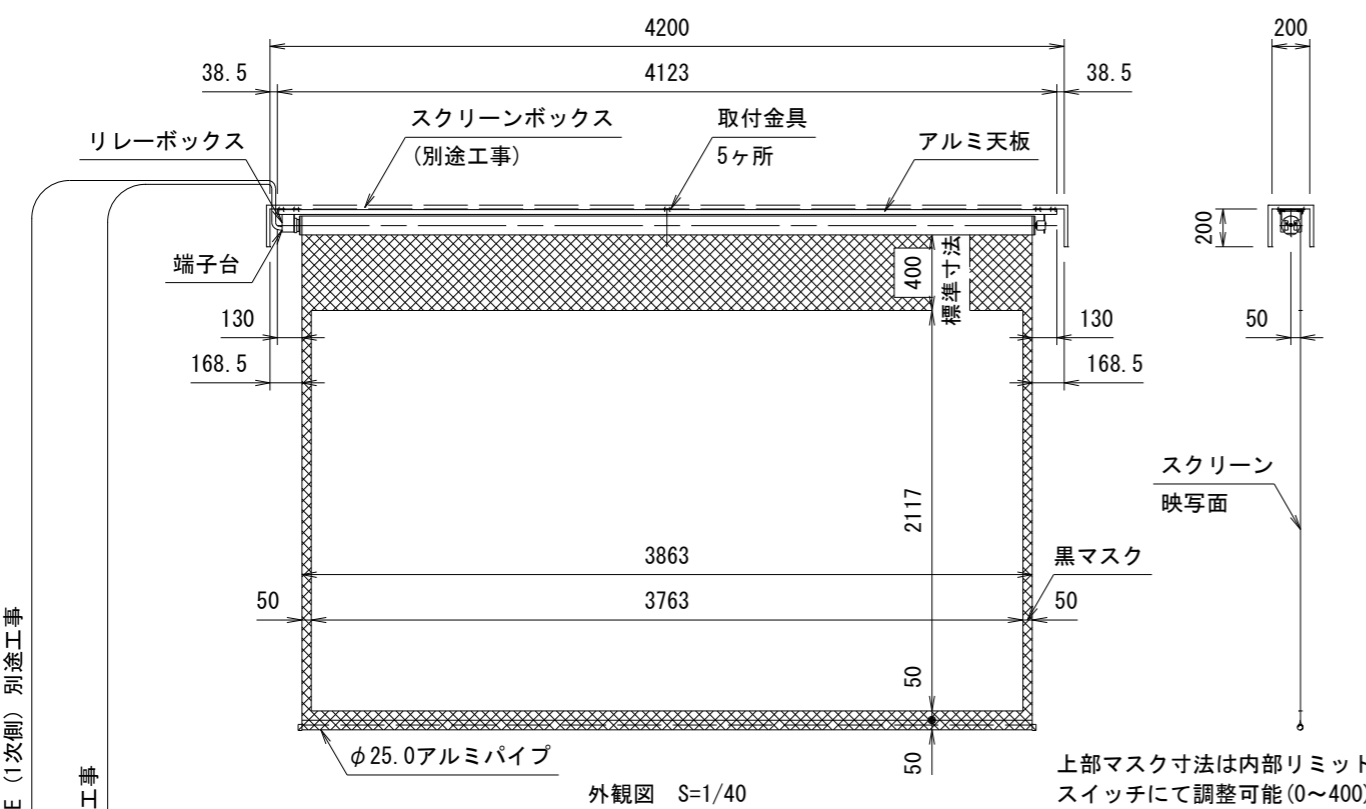 4200
200
38.5
4123
38.5
リレーボックス
スクリーンボックス
(別途工事)
取付金具
5ヶ所
アルミ天板
端子台
400
標準寸法
200
130
130
50
168.5
168.5
スクリーン
映写面
2117
3863
黒マスク
50
3763
50
50
50
φ25.0アルミパイプ
外観図 S=1/40
上部マスク寸法は内部リミット
スイッチにて調整可能(0～400)
E (1次側) 別途工事
工事